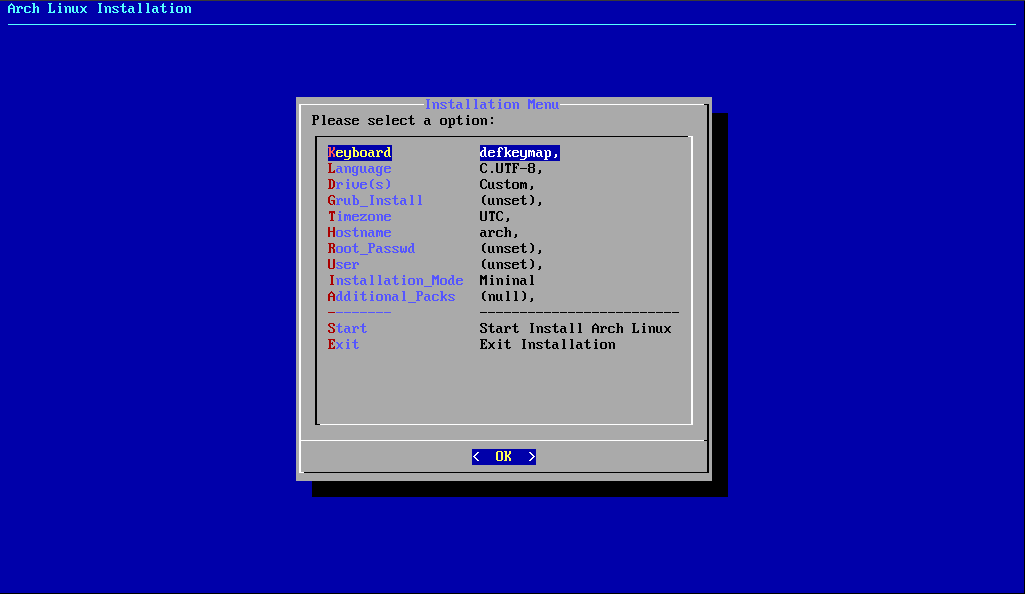 Arch Linux Installation
Installation Menu
Please select a option:
Keyboard defkeymap,
Language C.UTF-8,
Drive(s) Custom,
Grub_Install (unset),
Timezone UTC,
Hostname arch,
Root_Passwd (unset),
User (unset),
Installation_Mode Mininal
Additional_Packs (null),
-------- -------------------------
Start Start Install Arch Linux
Exit Exit Installation
< OK >